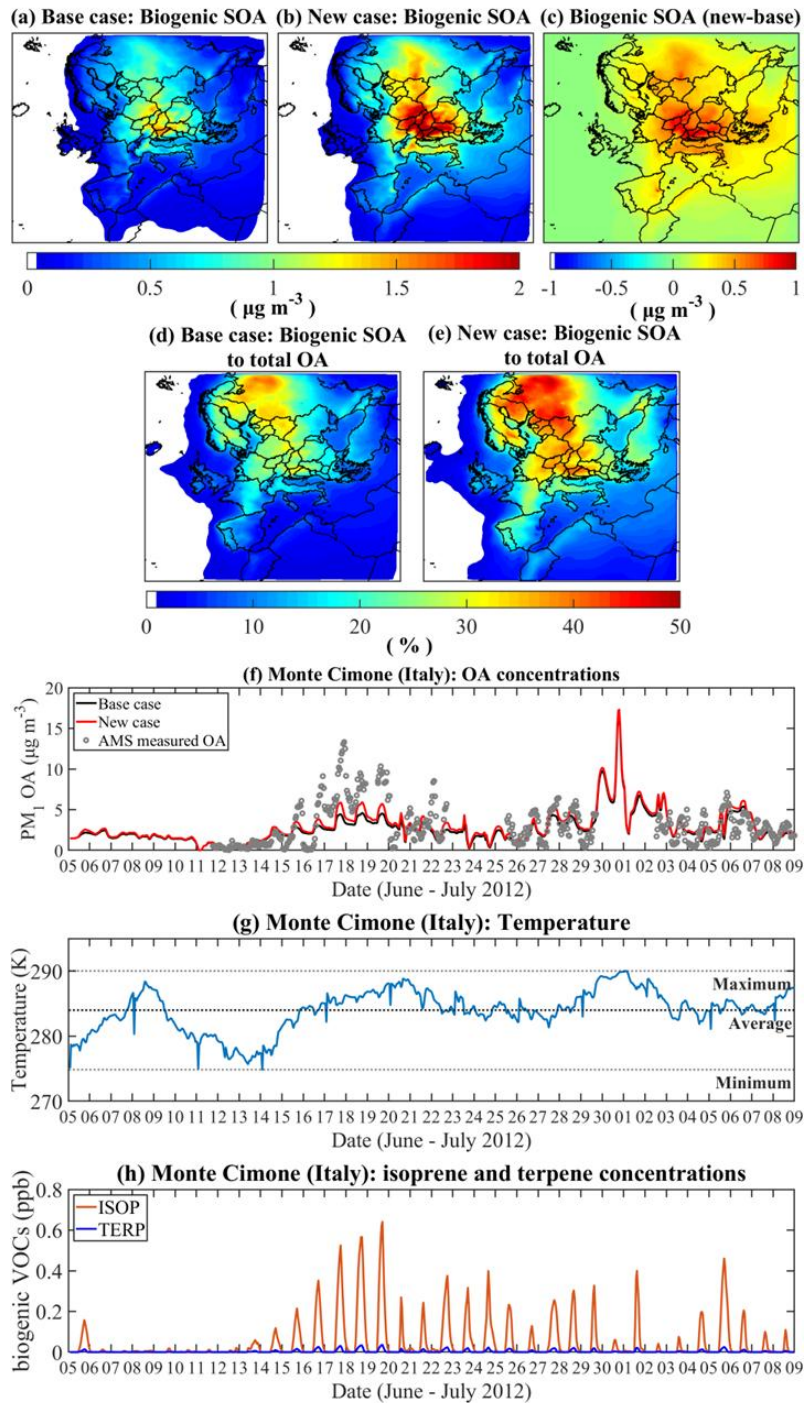 (a) Base case: Biogenic SOA (b) New case: Biogenic SOA (c) Biogenic SOA (new-base)
0 0.5 1 1.5 2 -1 -0.5 0 0.5 1
( µg m-3 ) ( µg m-3 )
(d) Base case: Biogenic SOA (e) New case: Biogenic SOA
to total OA to total OA
0 10 20 30 40 50
( % )
(f) Monte Cimone (Italy): OA concentrations
20
15
10
5
0
PM1 OA (µg m-3)
Base case
New case
AMS measured OA
05 06 07 08 09 10 11 12 13 14 15 16 17 18 19 20 21 22 23 24 25 26 27 28 29 30 01 02 03 04 05 06 07 08 09
Date (June - July 2012)
(g) Monte Cimone (Italy): Temperature
290
280
270
Temperature (K)
Maximum
Average
Minimum
05 06 07 08 09 10 11 12 13 14 15 16 17 18 19 20 21 22 23 24 25 26 27 28 29 30 01 02 03 04 05 06 07 08 09
Date (June - July 2012)
(h) Monte Cimone (Italy): isoprene and terpene concentrations
0.8
0.6
0.4
0.2
0
biogenic VOCs (ppb)
ISOP
TERP
05 06 07 08 09 10 11 12 13 14 15 16 17 18 19 20 21 22 23 24 25 26 27 28 29 30 01 02 03 04 05 06 07 08 09
Date (June - July 2012)